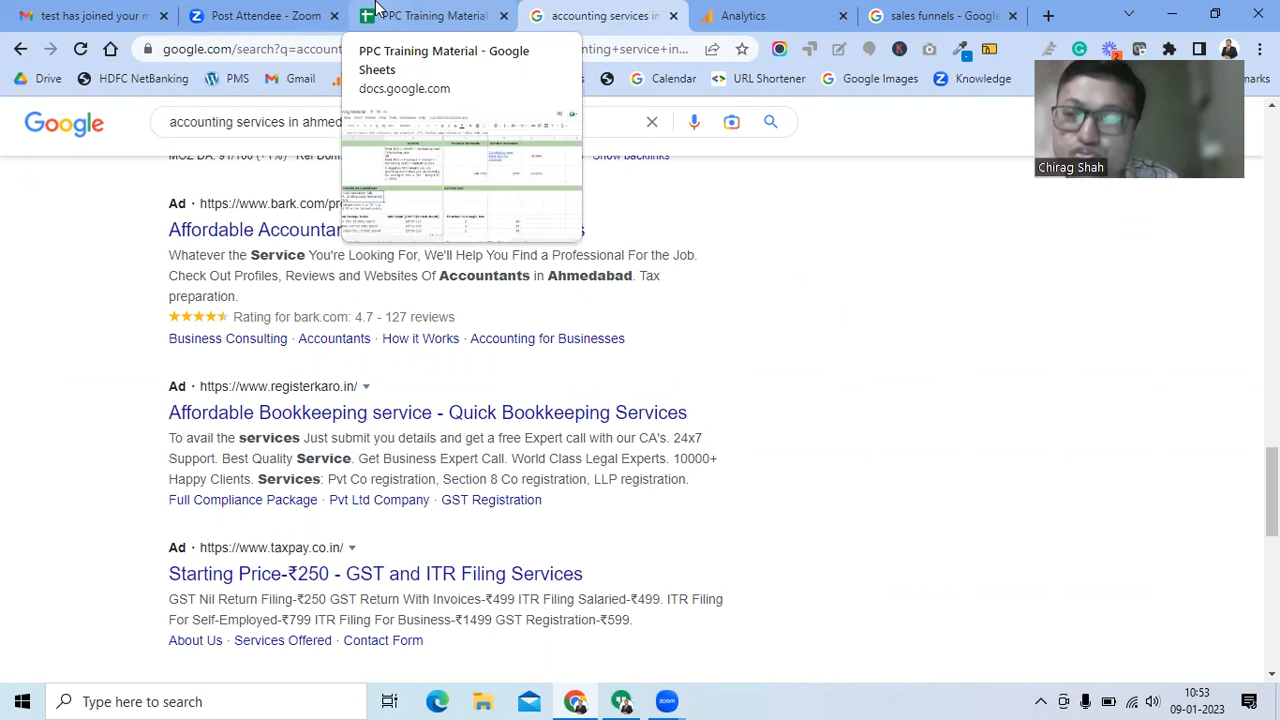 test has jo
Zoom - Zoom
PPC Training Material
accounting services in
Analytics
sales funnels - Google
google.com/search?q=account
nting+service+in...
Drive
HDFC NetBanking
PMS
Gmail
Calendar
URL Shortener
Google Images
Knowledge
PPC Training Material - Google
Sheets
docs.google.com
accounting services in ahmed
Show backlinks
Ad · https://www.bark.com/pr
Affordable Accountan
Whatever the Service You're Looking For, We'll Help You Find a Professional For the Job.
Check Out Profiles, Reviews and Websites Of Accountants in Ahmedabad. Tax
preparation.
Rating for bark.com: 4.7 - 127 reviews
Business Consulting · Accountants · How it Works · Accounting for Businesses
Ad · https://www.registerkaro.in/
Affordable Bookkeeping service - Quick Bookkeeping Services
To avail the services Just submit you details and get a free Expert call with our CA's. 24x7
Support. Best Quality Service. Get Business Expert Call. World Class Legal Experts. 10000+
Happy Clients. Services: Pvt Co registration, Section 8 Co registration, LLP registration.
Full Compliance Package · Pvt Ltd Company · GST Registration
Ad · https://www.taxpay.co.in/
Starting Price-₹250 - GST and ITR Filing Services
GST Nil Return Filing-₹250 GST Return With Invoices-₹499 ITR Filing Salaried-₹499. ITR Filing
For Self Employed-₹799 ITR Filing For Business-₹1499 GST Registration-₹599.
About Us · Services Offered · Contact Form
hirag Shah
Type here to search
10:53
09-01-2023